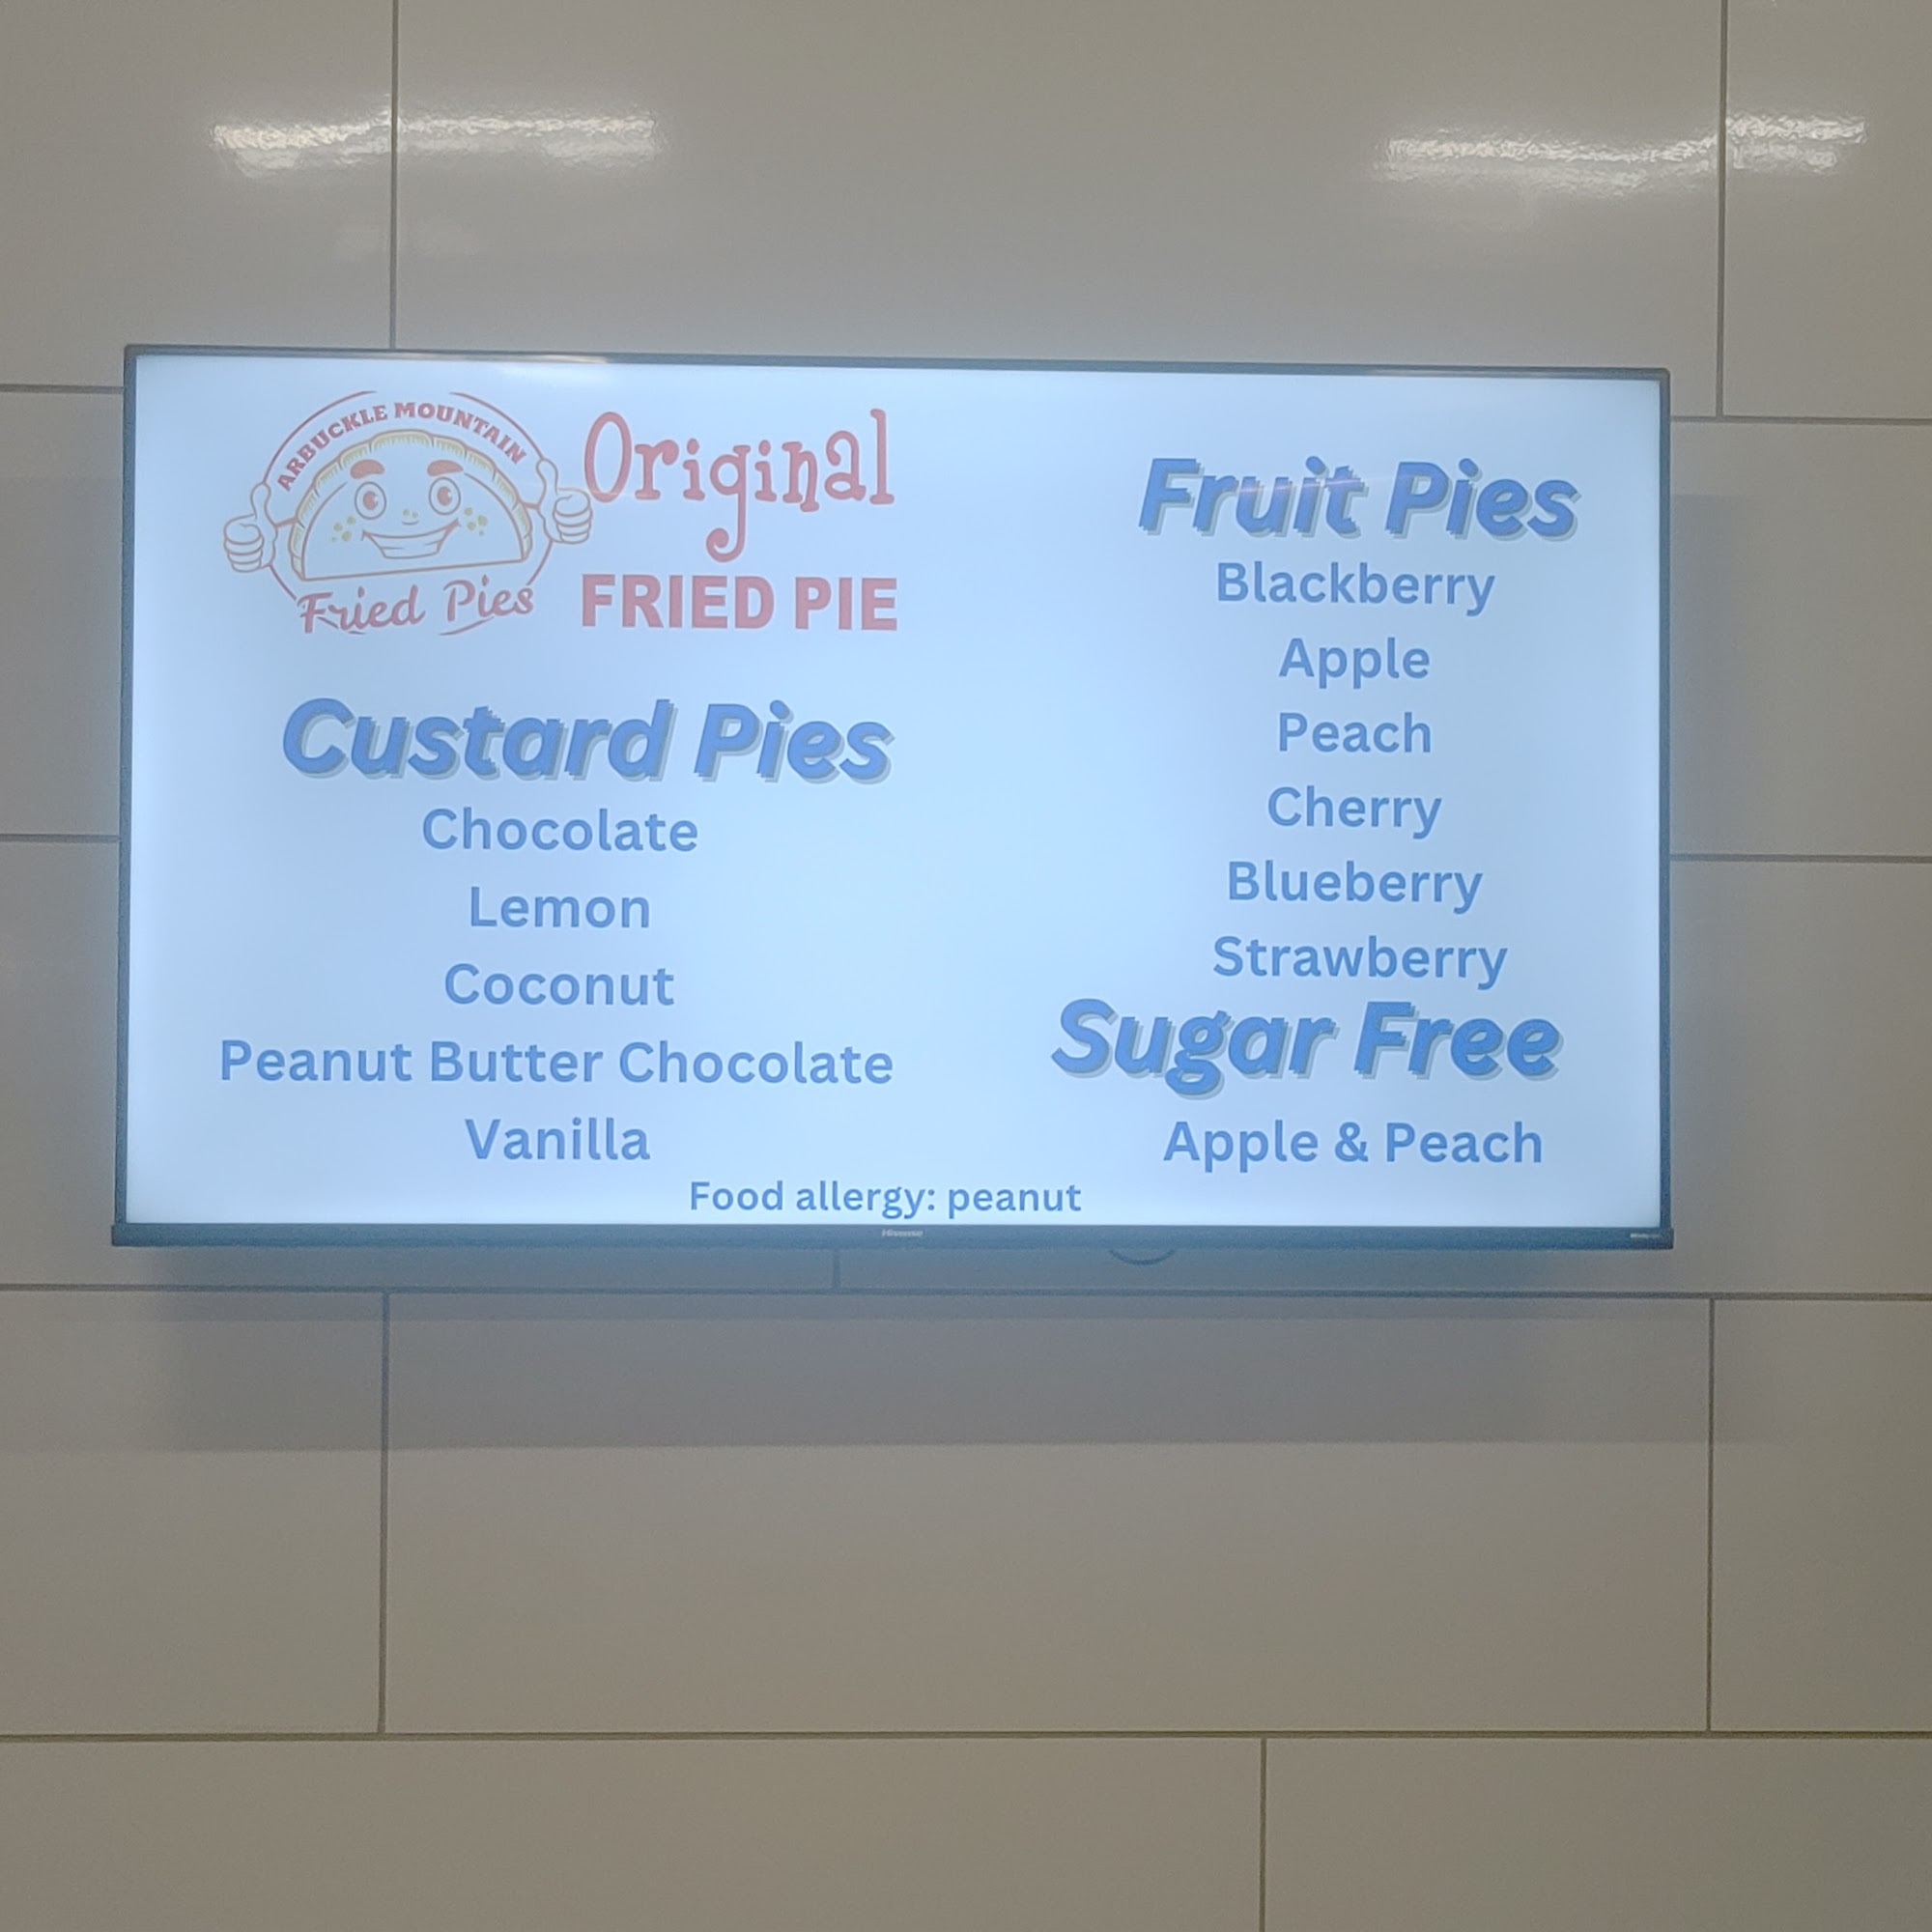 ARBUCKLE MOUNTAIN
Fried Pies
Original
FRIED PIE
Custard Pies
Chocolate
Lemon
Coconut
Peanut Butter Chocolate
Vanilla
Fruit Pies
Blackberry
Apple
Peach
Cherry
Blueberry
Strawberry
Sugar Free
Apple & Peach
Food allergy: peanut
Hisense